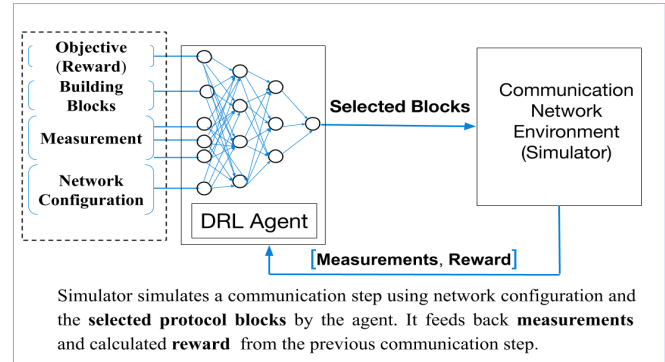 Objective
(Reward)
Building
Blocks
Measurement
Network
Configuration
DRL Agent
Selected Blocks
Communication
Network
Environment
(Simulator)
[Measurements, Reward]
Simulator simulates a communication step using network configuration and
the selected protocol blocks by the agent. It feeds back measurements
and calculated reward from the previous communication step.